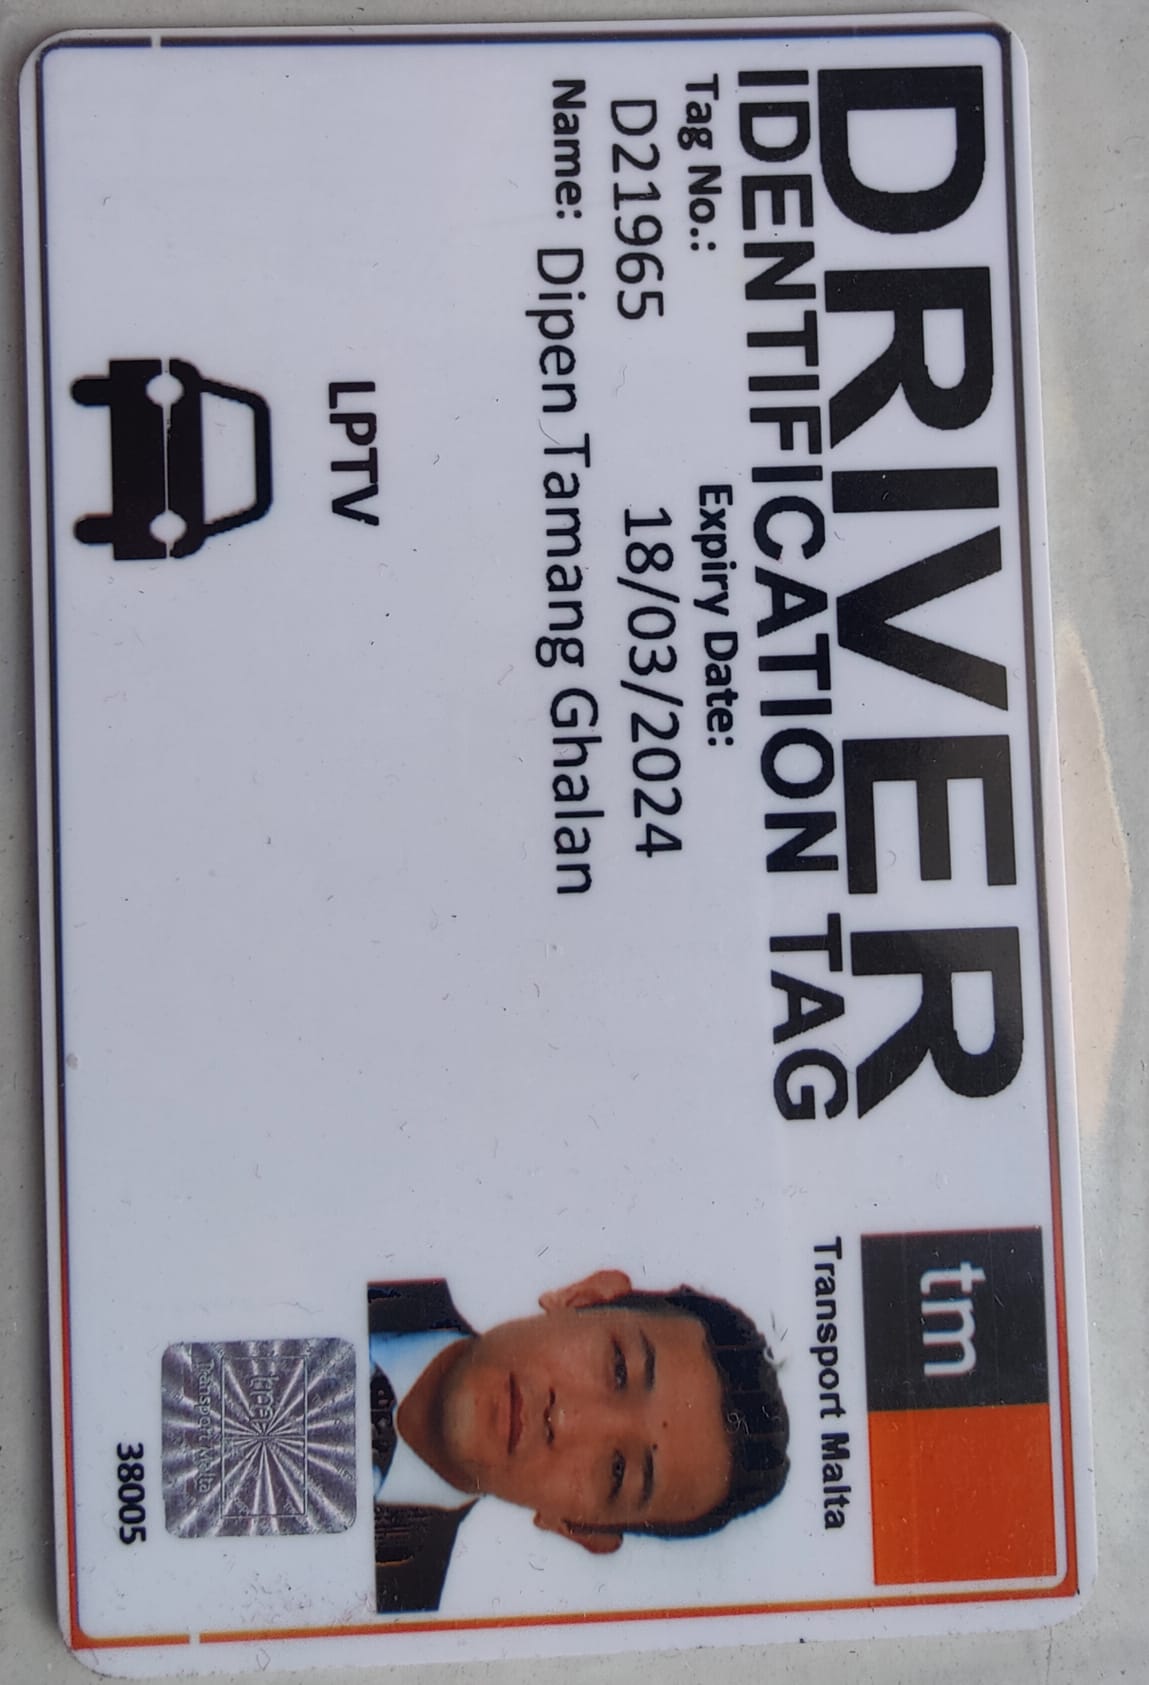 DRIVER
IDENTIFICATION TAG
tm
Transport Malta
Tag No.: Expiry Date:
D21965 18/03/2024
Name: Dipen Tamang Ghalan
LPTV
tm
Transport Malta
38005